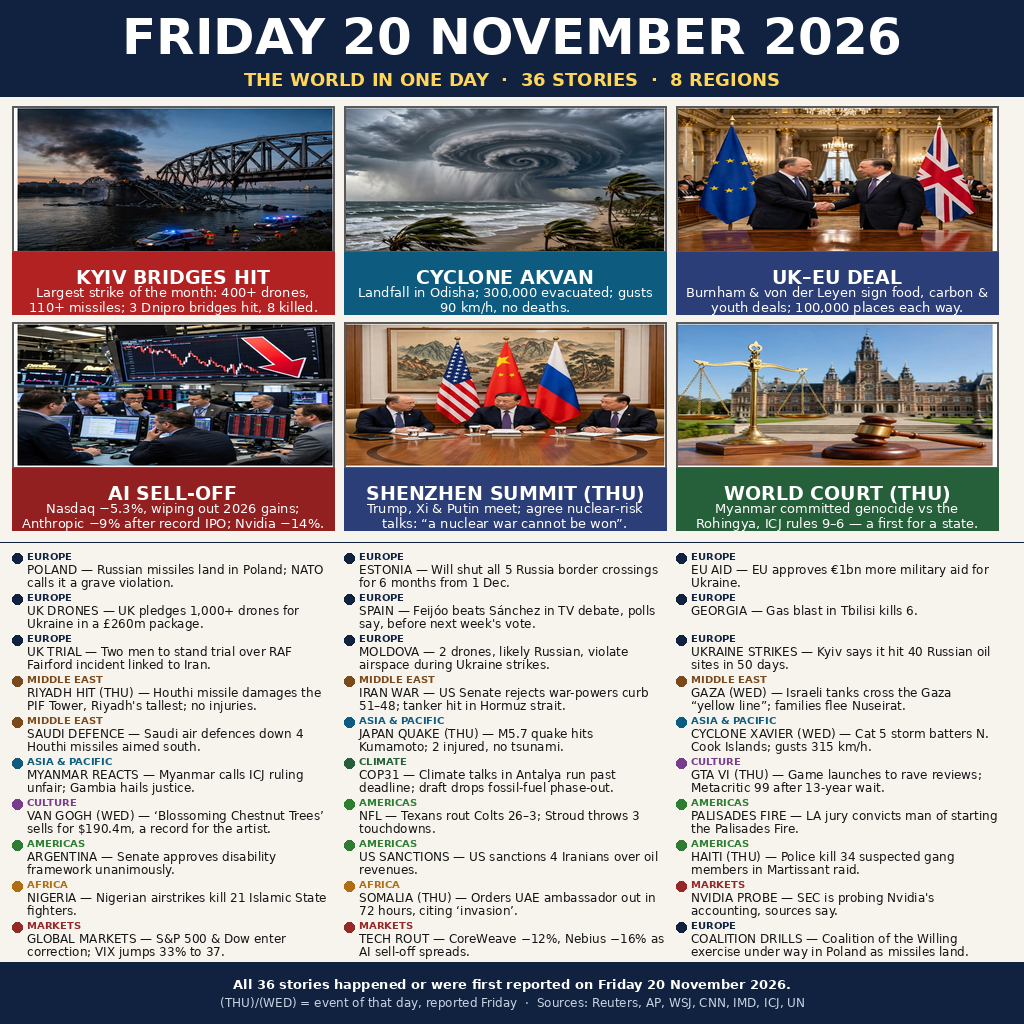 FRIDAY 20 NOVEMBER 2026
THE WORLD IN ONE DAY · 36 STORIES · 8 REGIONS
KYIV BRIDGES HIT
Largest strike of the month: 400+ drones,
110+ missiles; 3 Dnipro bridges hit, 8 killed.
CYCLONE AKVAN
Landfall in Odisha; 300,000 evacuated; gusts
90 km/h, no deaths.
UK–EU DEAL
Burnham & von der Leyen sign food, carbon &
youth deals; 100,000 places each way.
AI SELL-OFF
Nasdaq −5.3%, wiping out 2026 gains;
Anthropic −9% after record IPO; Nvidia −14%.
SHENZHEN SUMMIT (THU)
Trump, Xi & Putin meet; agree nuclear-risk
talks: “a nuclear war cannot be won”.
WORLD COURT (THU)
Myanmar committed genocide vs the
Rohingya, ICJ rules 9–6 — a first for a state.
EUROPE
POLAND — Russian missiles land in Poland; NATO
calls it a grave violation.
EUROPE
ESTONIA — Will shut all 5 Russia border crossings
for 6 months from 1 Dec.
EUROPE
EU AID — EU approves €1bn more military aid for
Ukraine.
EUROPE
UK DRONES — UK pledges 1,000+ drones for
Ukraine in a £260m package.
EUROPE
SPAIN — Feijóo beats Sánchez in TV debate, polls
say, before next week's vote.
EUROPE
GEORGIA — Gas blast in Tbilisi kills 6.
EUROPE
UK TRIAL — Two men to stand trial over RAF
Fairford incident linked to Iran.
EUROPE
MOLDOVA — 2 drones, likely Russian, violate
airspace during Ukraine strikes.
EUROPE
UKRAINE STRIKES — Kyiv says it hit 40 Russian oil
sites in 50 days.
MIDDLE EAST
RIYADH HIT (THU) — Houthi missile damages the
PIF Tower, Riyadh's tallest; no injuries.
MIDDLE EAST
IRAN WAR — US Senate rejects war-powers curb
51–48; tanker hit in Hormuz strait.
MIDDLE EAST
GAZA (WED) — Israeli tanks cross the Gaza
“yellow line”; families flee Nuseirat.
MIDDLE EAST
SAUDI DEFENCE — Saudi air defences down 4
Houthi missiles aimed south.
ASIA & PACIFIC
JAPAN QUAKE (THU) — M5.7 quake hits
Kumamoto; 2 injured, no tsunami.
ASIA & PACIFIC
CYCLONE XAVIER (WED) — Cat 5 storm batters N.
Cook Islands; gusts 315 km/h.
ASIA & PACIFIC
MYANMAR REACTS — Myanmar calls ICJ ruling
unfair; Gambia hails justice.
CLIMATE
COP31 — Climate talks in Antalya run past
deadline; draft drops fossil-fuel phase-out.
CULTURE
GTA VI (THU) — Game launches to rave reviews;
Metacritic 99 after 13-year wait.
CULTURE
VAN GOGH (WED) — ‘Blossoming Chestnut Trees’
sells for $190.4m, a record for the artist.
AMERICAS
NFL — Texans rout Colts 26–3; Stroud throws 3
touchdowns.
AMERICAS
PALISADES FIRE — LA jury convicts man of starting
the Palisades Fire.
AMERICAS
ARGENTINA — Senate approves disability
framework unanimously.
AMERICAS
US SANCTIONS — US sanctions 4 Iranians over oil
revenues.
AMERICAS
HAITI (THU) — Police kill 34 suspected gang
members in Martissant raid.
AFRICA
NIGERIA — Nigerian airstrikes kill 21 Islamic State
fighters.
AFRICA
SOMALIA (THU) — Orders UAE ambassador out in
72 hours, citing ‘invasion’.
MARKETS
NVIDIA PROBE — SEC is probing Nvidia's
accounting, sources say.
MARKETS
GLOBAL MARKETS — S&P 500 & Dow enter
correction; VIX jumps 33% to 37.
MARKETS
TECH ROUT — CoreWeave −12%, Nebius −16% as
AI sell-off spreads.
EUROPE
COALITION DRILLS — Coalition of the Willing
exercise under way in Poland as missiles land.
All 36 stories happened or were first reported on Friday 20 November 2026.
(THU)/(WED) = event of that day, reported Friday · Sources: Reuters, AP, WSJ, CNN, IMD, ICJ, UN